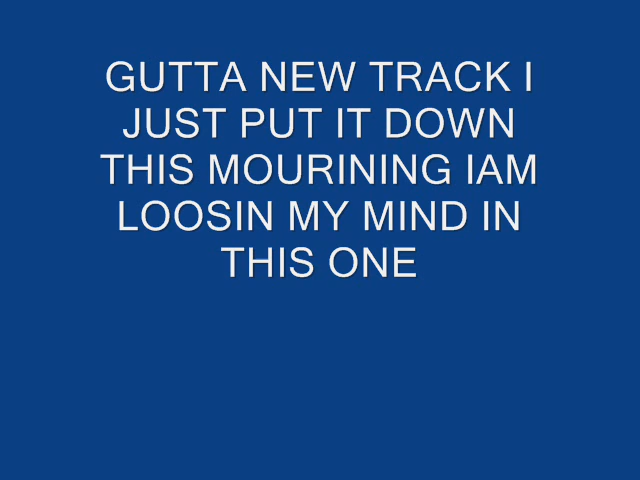 GUTTA NEW TRACK I
JUST PUT IT DOWN
THIS MOURINING IAM
LOOSIN MY MIND IN
THIS ONE